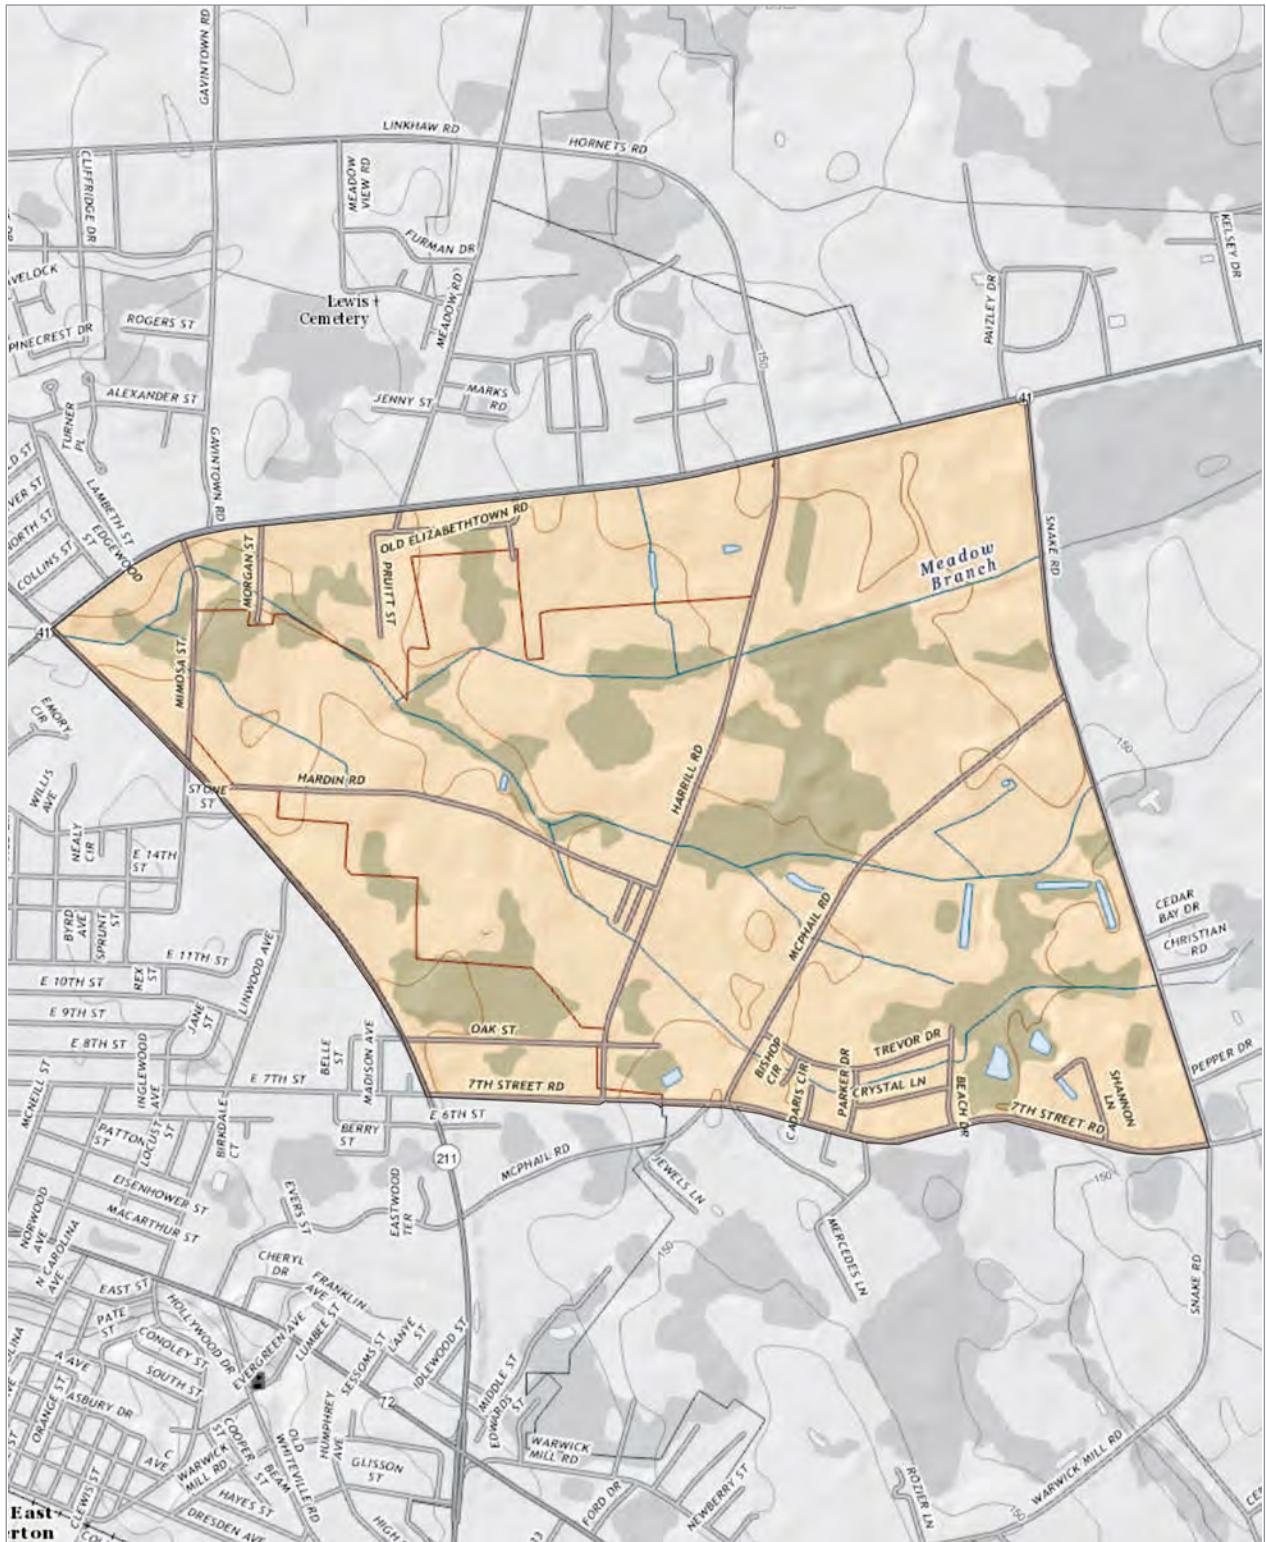 GAVINTOWN RD
LINKHAW RD
HORNETS RD
CLIFFRIDGE DR
MEADOW
VIEW RD
FURMAN DR
KELSEY DR
Lewis
Cemetery
MEADOW RD
PAIZLEY DR
ROGERS ST
PINECREST DR
150
ALEXANDER ST
JENNY ST
MARKS
RD
41
TURNER
PL
GAVINTOWN RD
LAMBETH ST
EDGEWOOD
ST
COLLINS ST
OLD ELIZABETHTOWN RD
SNAKE RD
MORGAN ST
PRUITT ST
Meadow
Branch
41
MIMOSA ST
EMORY
CIR
150
HARRILL RD
HARDIN RD
STONE
ST
WILLIS
AVE
NEALY
CIR
E 14TH
ST
BYRD
AVE
SPRUNT
ST
MCPHAIL RD
CEDAR
BAY DR
CHRISTIAN
RD
E 11TH ST
LINWOOD AVE
REX
ST
E 10TH ST
E 9TH ST
JANE
ST
E 8TH ST
OAK ST
BELLE
ST
MADISON AVE
BISHOP
CIR
TREVOR DR
PEPPER DR
MCNEILL ST
INGLEWOOD
AVE
E 7TH ST
7TH STREET RD
CADARIS CIR
PARKER DR
CRYSTAL LN
BEACH DR
SHANNON
LN
7TH STREET RD
E 6TH ST
BERRY
ST
PATTON
ST
LOCUST
ST
BIRKDALE
CT
211
MCPHAIL RD
JEWELS LN
150
EISENHOWER ST
MACARTHUR ST
EVERS ST
EASTWOOD
TER
NORWOOD
AVE
N CAROLINA
AVE
MERCEDES LN
150
SNAKE RD
CHERYL
DR
FRANKLIN
AVE
EAST ST
PATE
ST
HOLLYWOOD DR
CONOLEY ST
SOUTH ST
EVERGREEN AVE
LUMBEE ST
LANYE
ST
SESSOMS ST
IDLEWOOD ST
A AVE
ORANGE ST
ASBURY DR
72
MIDDLE ST
EDWARDS
ST
C
AVE
WARWICK
MILL RD
COOPER
ST
BEAM
ST
OLD
WHITEVILLE RD
HUMPHREY
AVE
GLISSON
ST
WARWICK
MILL RD
FORD DR
NEWBERRY ST
ROZIER LN
WARWICK MILL RD
150
LEWIS ST
HAYES ST
DRESDEN AVE
HIGH
East
rton